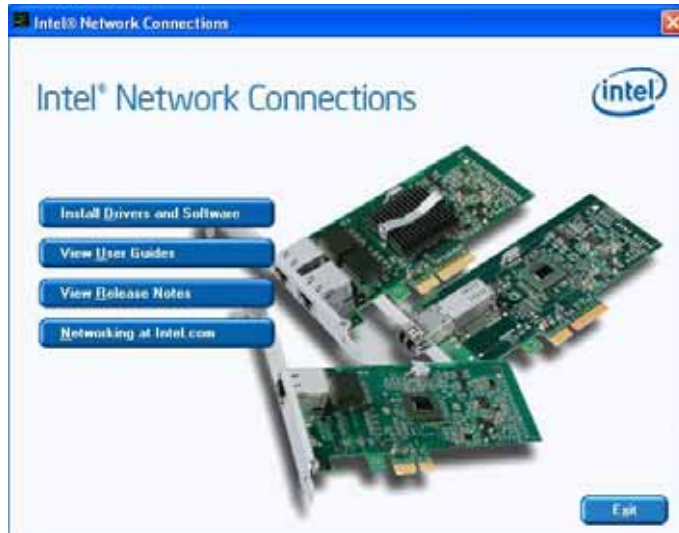 Intel® Network Connections
Intel® Network Connections
intel
Install Drivers and Software
View User Guides
View Release Notes
Networking at Intel.com
Exit